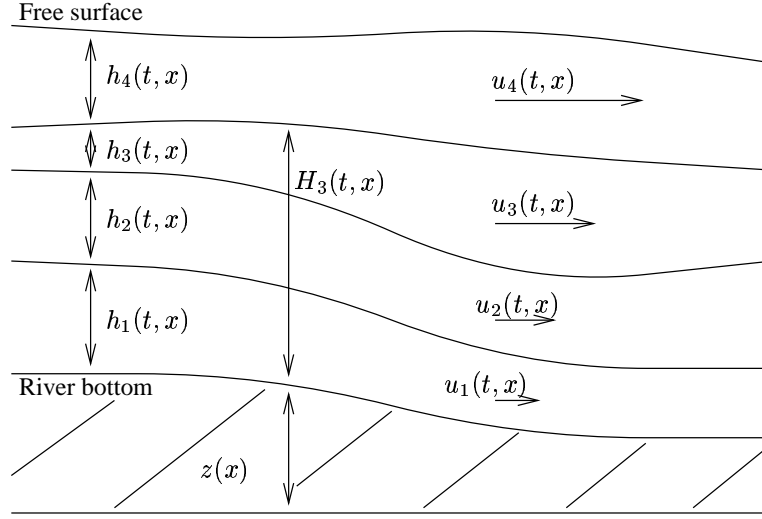 Free surface
h₄(t, x)
u₄(t, x)
h₃(t, x)
H₃(t, x)
u₃(t, x)
h₂(t, x)
u₂(t, x)
h₁(t, x)
River bottom
u₁(t, x)
z(x)